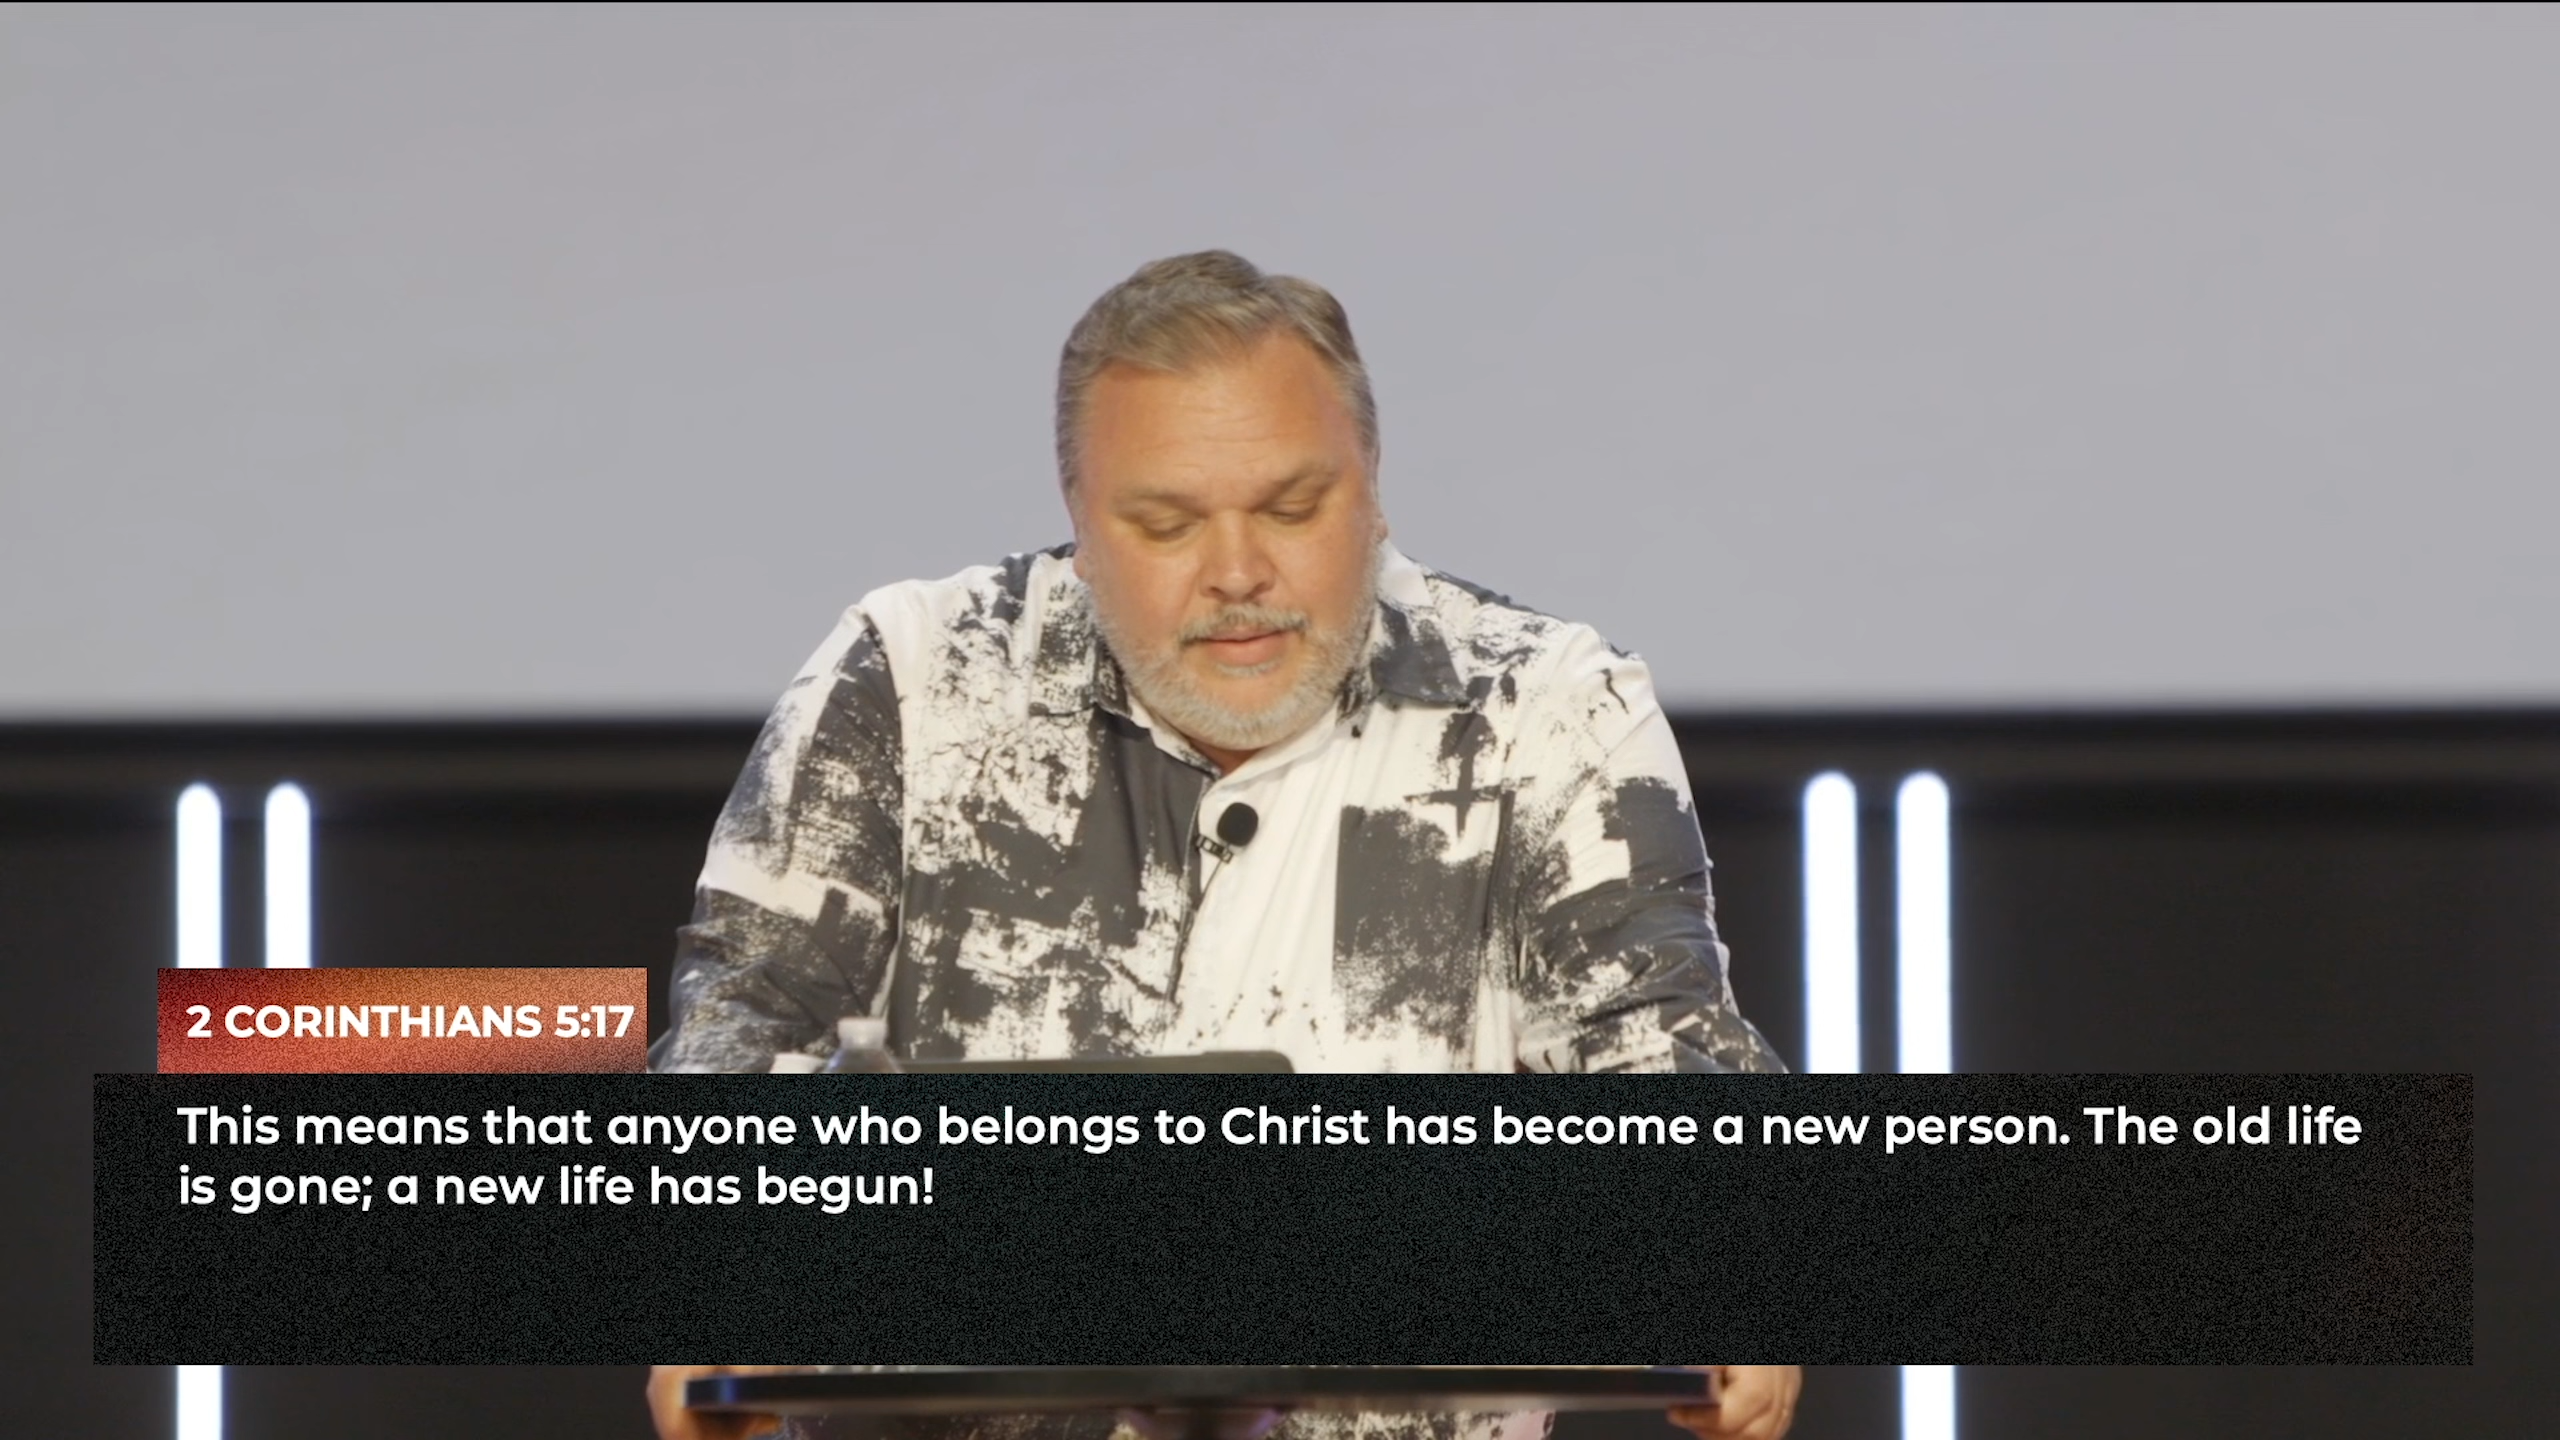 2 CORINTHIANS 5:17
This means that anyone who belongs to Christ has become a new person. The old life
is gone; a new life has begun!